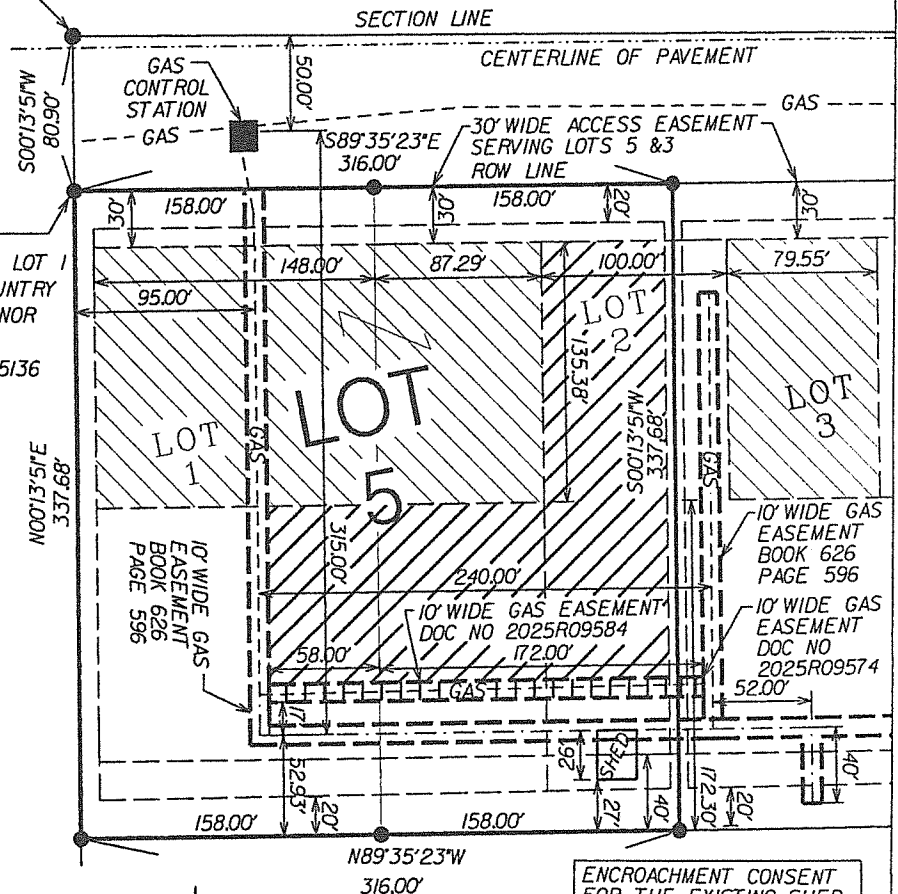 SECTION LINE
CENTERLINE OF PAVEMENT
GAS
CONTROL
STATION
50.00'
GAS
GAS
S00°13'51"W
80.90'
S89°35'23"E
316.00'
30' WIDE ACCESS EASEMENT
SERVING LOTS 5 &3
ROW LINE
158.00'
30'
30'
158.00'
20'
30'
LOT 1
UNTRY
NOR
5136
148.00'
87.29'
100.00'
79.55'
95.00'
LOT
2
135.38'
LOT
5
LOT
1
GAS
S00°13'51"W
337.68'
GAS
LOT
3
N00°13'51"E
337.68'
10' WIDE GAS
EASEMENT
BOOK 626
PAGE 596
315.00'
240.00'
10' WIDE GAS EASEMENT
DOC NO 2025R09584
10' WIDE GAS
EASEMENT
BOOK 626
PAGE 596
10' WIDE GAS
EASEMENT
DOC NO
2025R09574
58.00'
172.00'
GAS
52.00'
17'
52.93'
20'
26'
SHED
27'
40'
172.30'
20'
40'
158.00'
158.00'
N89°35'23"W
316.00'
ENCROACHMENT CONSENT
FOR THE EXISTING SHED